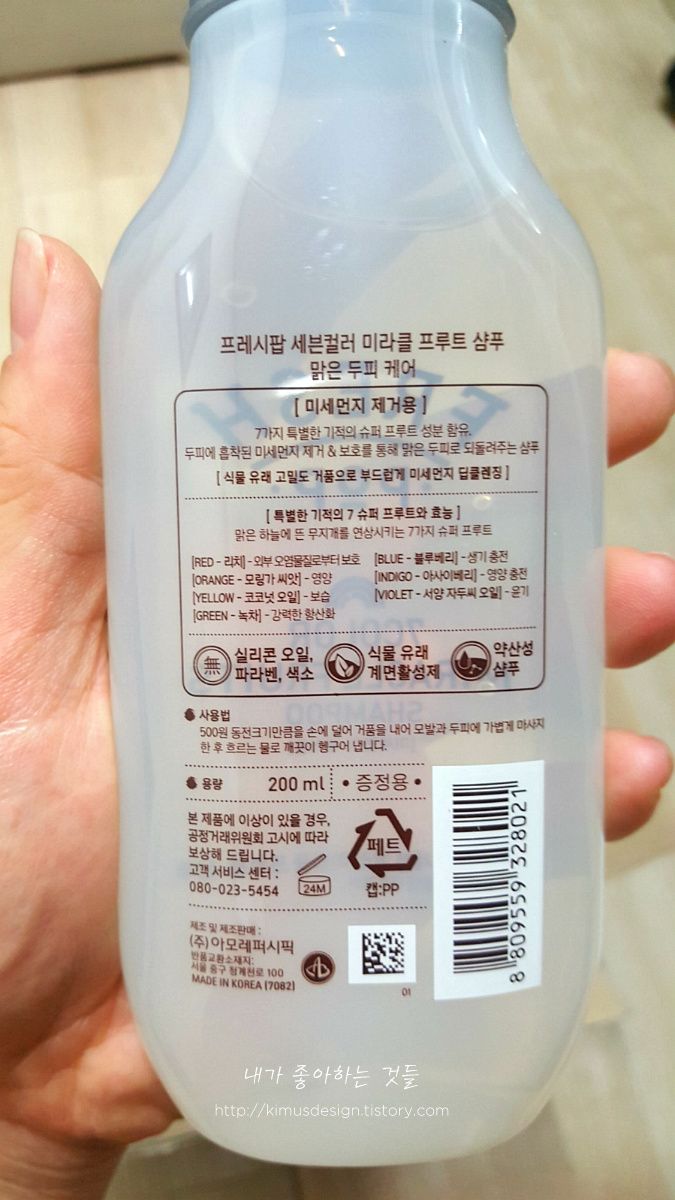 프레시팝 세븐컬러 미라클 프루트 샴푸
맑은 두피 케어
[ 미세먼지 제거용 ]
7가지 특별한 기적의 슈퍼 프루트 성분 함유.
두피에 흡착된 미세먼지 제거 & 보호를 통해 맑은 두피로 되돌려주는 샴푸
[ 식물 유래 고밀도 거품으로 부드럽게 미세먼지 딥클렌징 ]
[ 특별한 기적의 7 슈퍼 프루트와 효능 ]
맑은 하늘에 뜬 무지개를 연상시키는 7가지 슈퍼 프루트
[RED - 리치] - 외부 오염물질로부터 보호
[ORANGE - 모링가 씨앗] - 영양
[YELLOW - 코코넛 오일] - 보습
[GREEN - 녹차] - 강력한 항산화
[BLUE - 블루베리] - 생기 충전
[INDIGO - 아사이베리] - 영양 충전
[VIOLET - 서양 자두씨 오일] - 윤기
無
실리콘 오일,
파라벤, 색소
식물 유래
계면활성제
약산성
샴푸
사용법
500원 동전크기만큼을 손에 덜어 거품을 내어 모발과 두피에 가볍게 마사지
한 후 흐르는 물로 깨끗이 헹구어 냅니다.
용량 200 ml • 증정용 •
본 제품에 이상이 있을 경우,
공정거래위원회 고시에 따라
보상해 드립니다.
고객 서비스 센터 :
080-023-5454
24M
페트
캡:PP
제조 및 제조판매 :
(주)아모레퍼시픽
반품교환소재지:
서울 중구 청계천로 100
MADE IN KOREA (7082)
01
8 809559 328021
내가 좋아하는 것들
http://kimusdesign.tistory.com